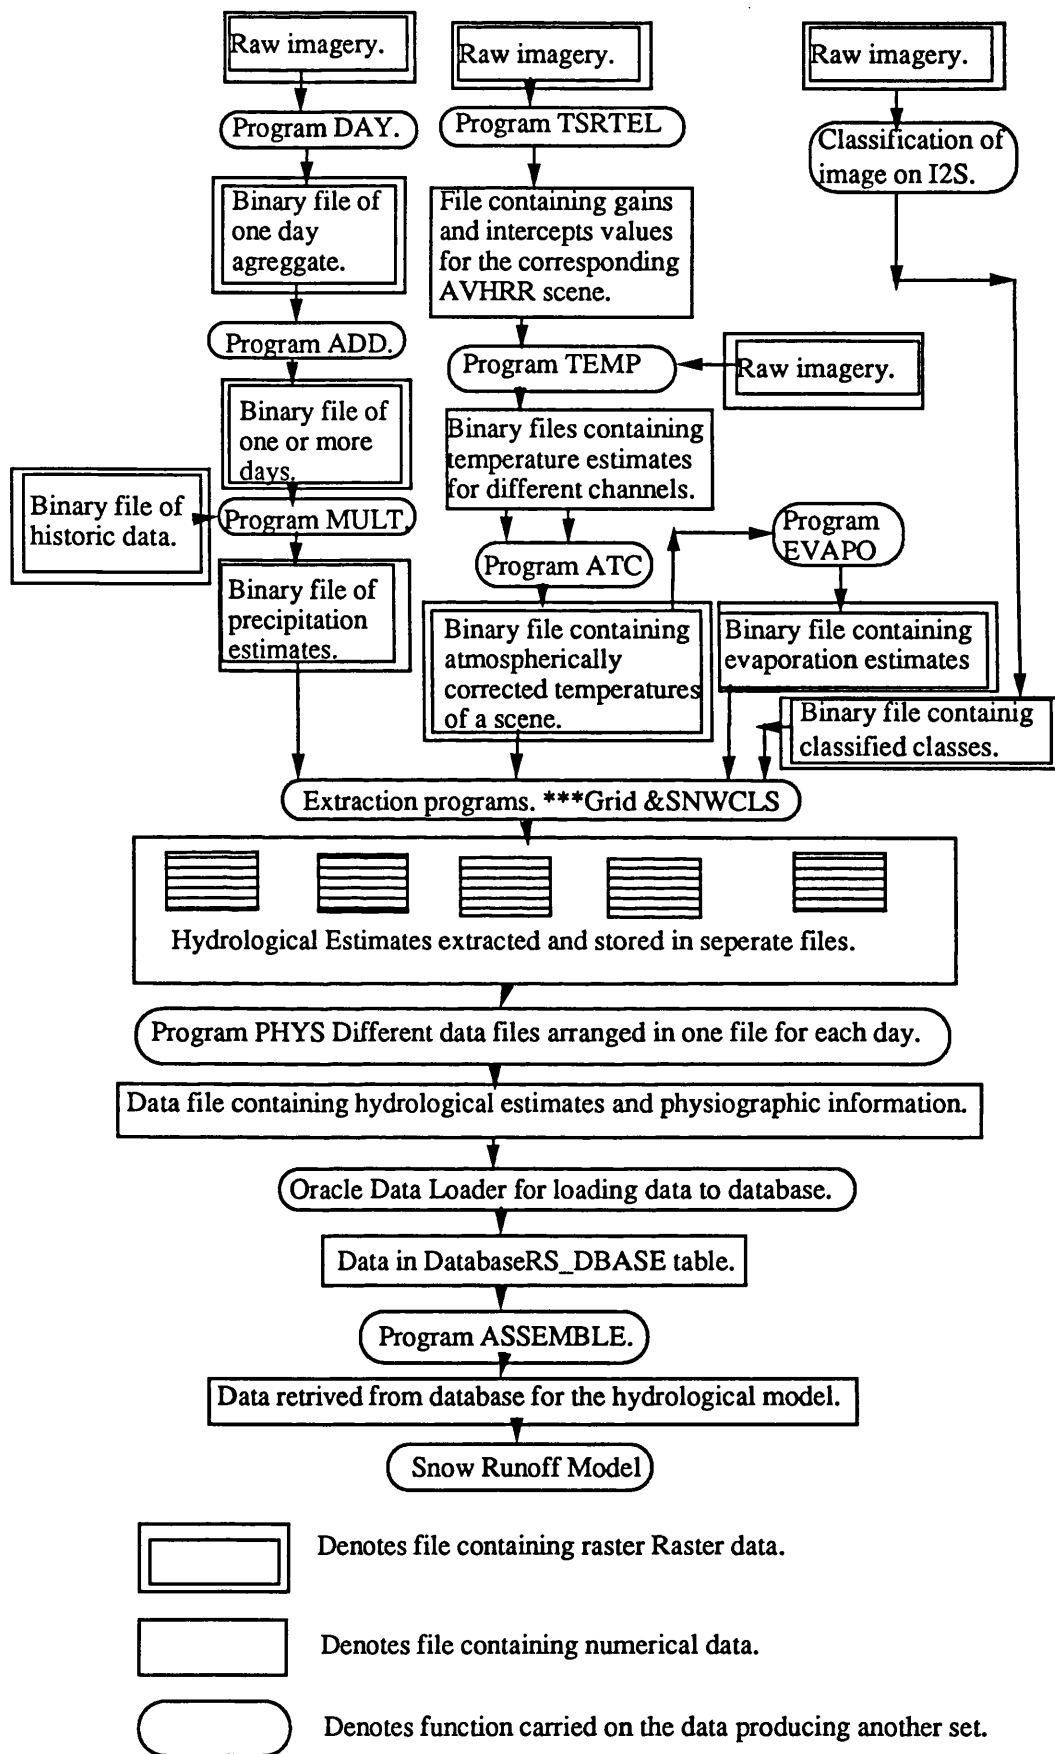 Raw imagery.
Raw imagery.
Raw imagery.
Program DAY.
Program TSRTEL
Classification of
image on I2S.
Binary file of
one day
agreggate.
File containing gains
and intercepts values
for the corresponding
AVHRR scene.
Program ADD.
Program TEMP
Raw imagery.
Binary file of
one or more
days.
Binary files containing
temperature estimates
for different channels.
Binary file of
historic data.
Program MULT.
Program
EVAPO
Program ATC
Binary file of
precipitation
estimates.
Binary file containing
atmospherically
corrected temperatures
of a scene.
Binary file containing
evaporation estimates
Binary file containig
classified classes.
Extraction programs. ***Grid &SNWCLS
Hydrological Estimates extracted and stored in seperate files.
Program PHYS Different data files arranged in one file for each day.
Data file containing hydrological estimates and physiographic information.
Oracle Data Loader for loading data to database.
Data in DatabaseRS_DBASE table.
Program ASSEMBLE.
Data retrived from database for the hydrological model.
Snow Runoff Model
Denotes file containing raster Raster data.
Denotes file containing numerical data.
Denotes function carried on the data producing another set.